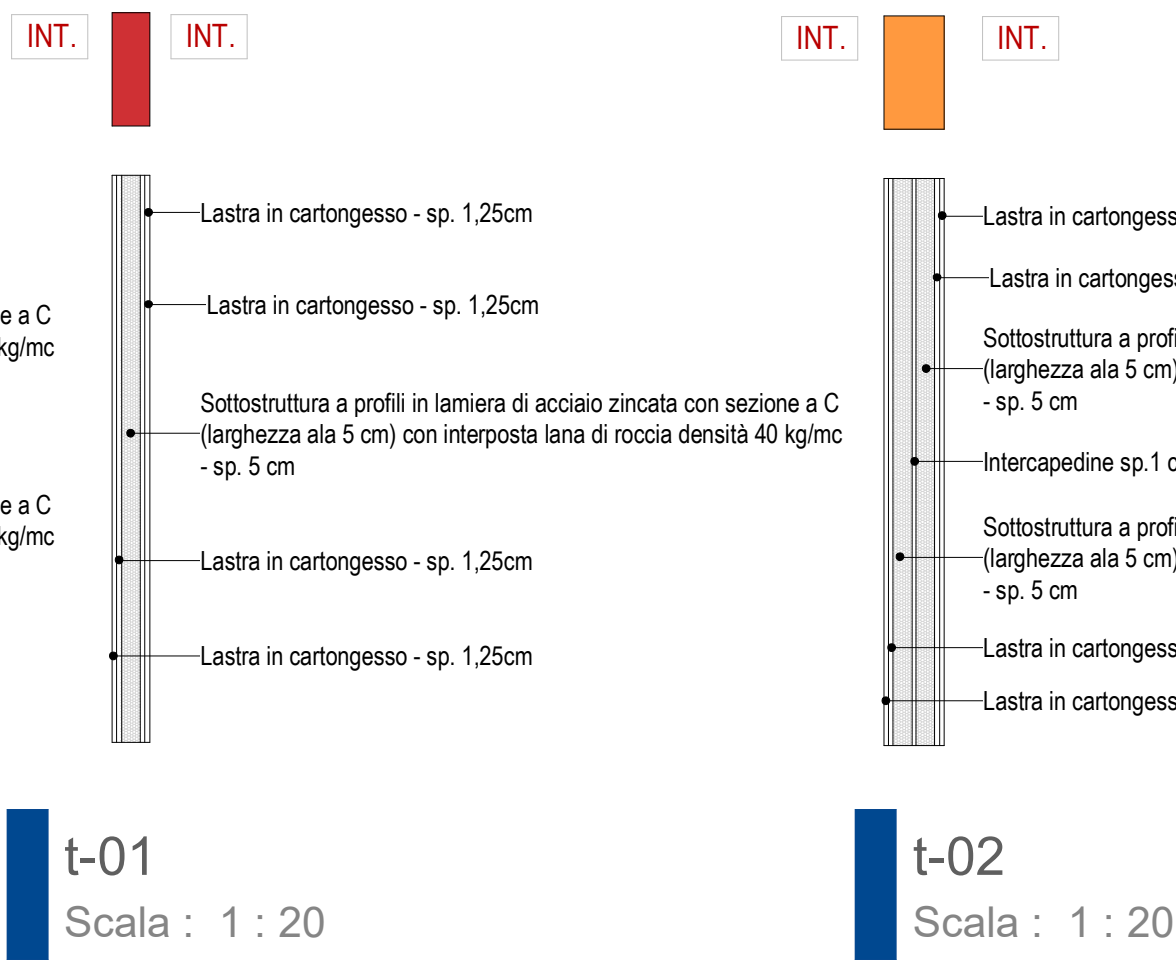 INT.
INT.
INT.
INT.
e a C
kg/mc
e a C
kg/mc
Lastra in cartongesso - sp. 1,25cm
Lastra in cartongesso - sp. 1,25cm
Sottostruttura a profili in lamiera di acciaio zincata con sezione a C
(larghezza ala 5 cm) con interposta lana di roccia densità 40 kg/mc
- sp. 5 cm
Lastra in cartongesso - sp. 1,25cm
Lastra in cartongesso - sp. 1,25cm
Lastra in cartongess
Lastra in cartongess
Sottostruttura a profi
(larghezza ala 5 cm)
- sp. 5 cm
Intercapedine sp.1 c
Sottostruttura a profi
(larghezza ala 5 cm)
- sp. 5 cm
Lastra in cartongess
Lastra in cartongess
t-01
Scala : 1 : 20
t-02
Scala : 1 : 20